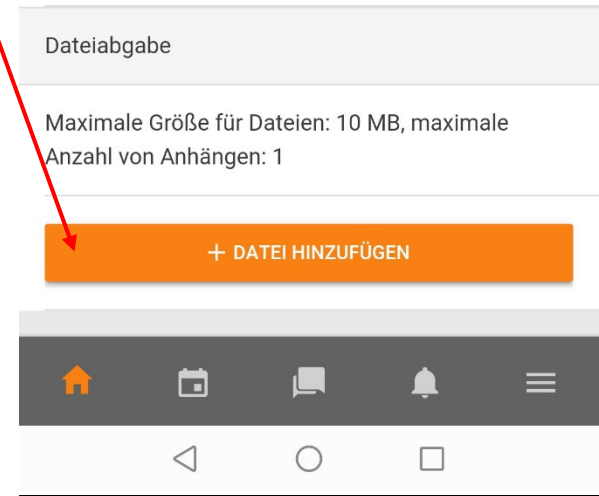 Dateiabgabe
Maximale Größe für Dateien: 10 MB, maximale
Anzahl von Anhängen: 1
+ DATEI HINZUFÜGEN